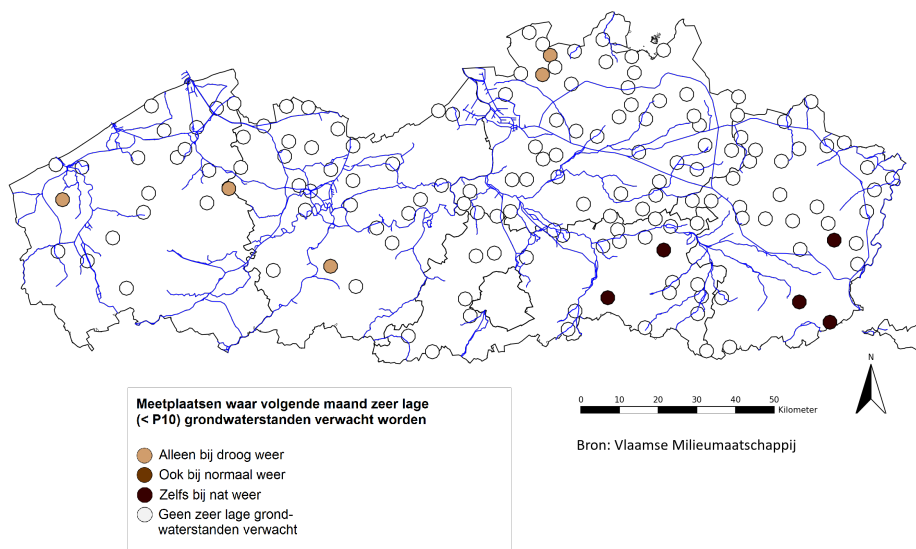 N
0 10 20 30 40 50
Kilometer
Meetplaatsen waar volgende maand zeer lage
(< P10) grondwaterstanden verwacht worden
Alleen bij droog weer
Ook bij normaal weer
Zelfs bij nat weer
Geen zeer lage grond-
waterstanden verwacht
Bron: Vlaamse Milieumaatschappij